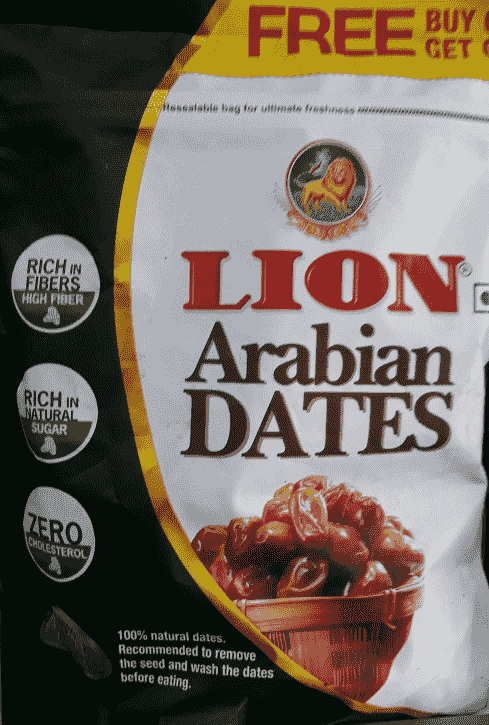 FREE BUY
GET
Resealable bag for ultimate freshness
LION®
Arabian
DATES
RICH IN
FIBERS
HIGH FIBER
RICH IN
NATURAL
SUGAR
ZERO
CHOLESTEROL
100% natural dates.
Recommended to remove
the seed and wash the dates
before eating.